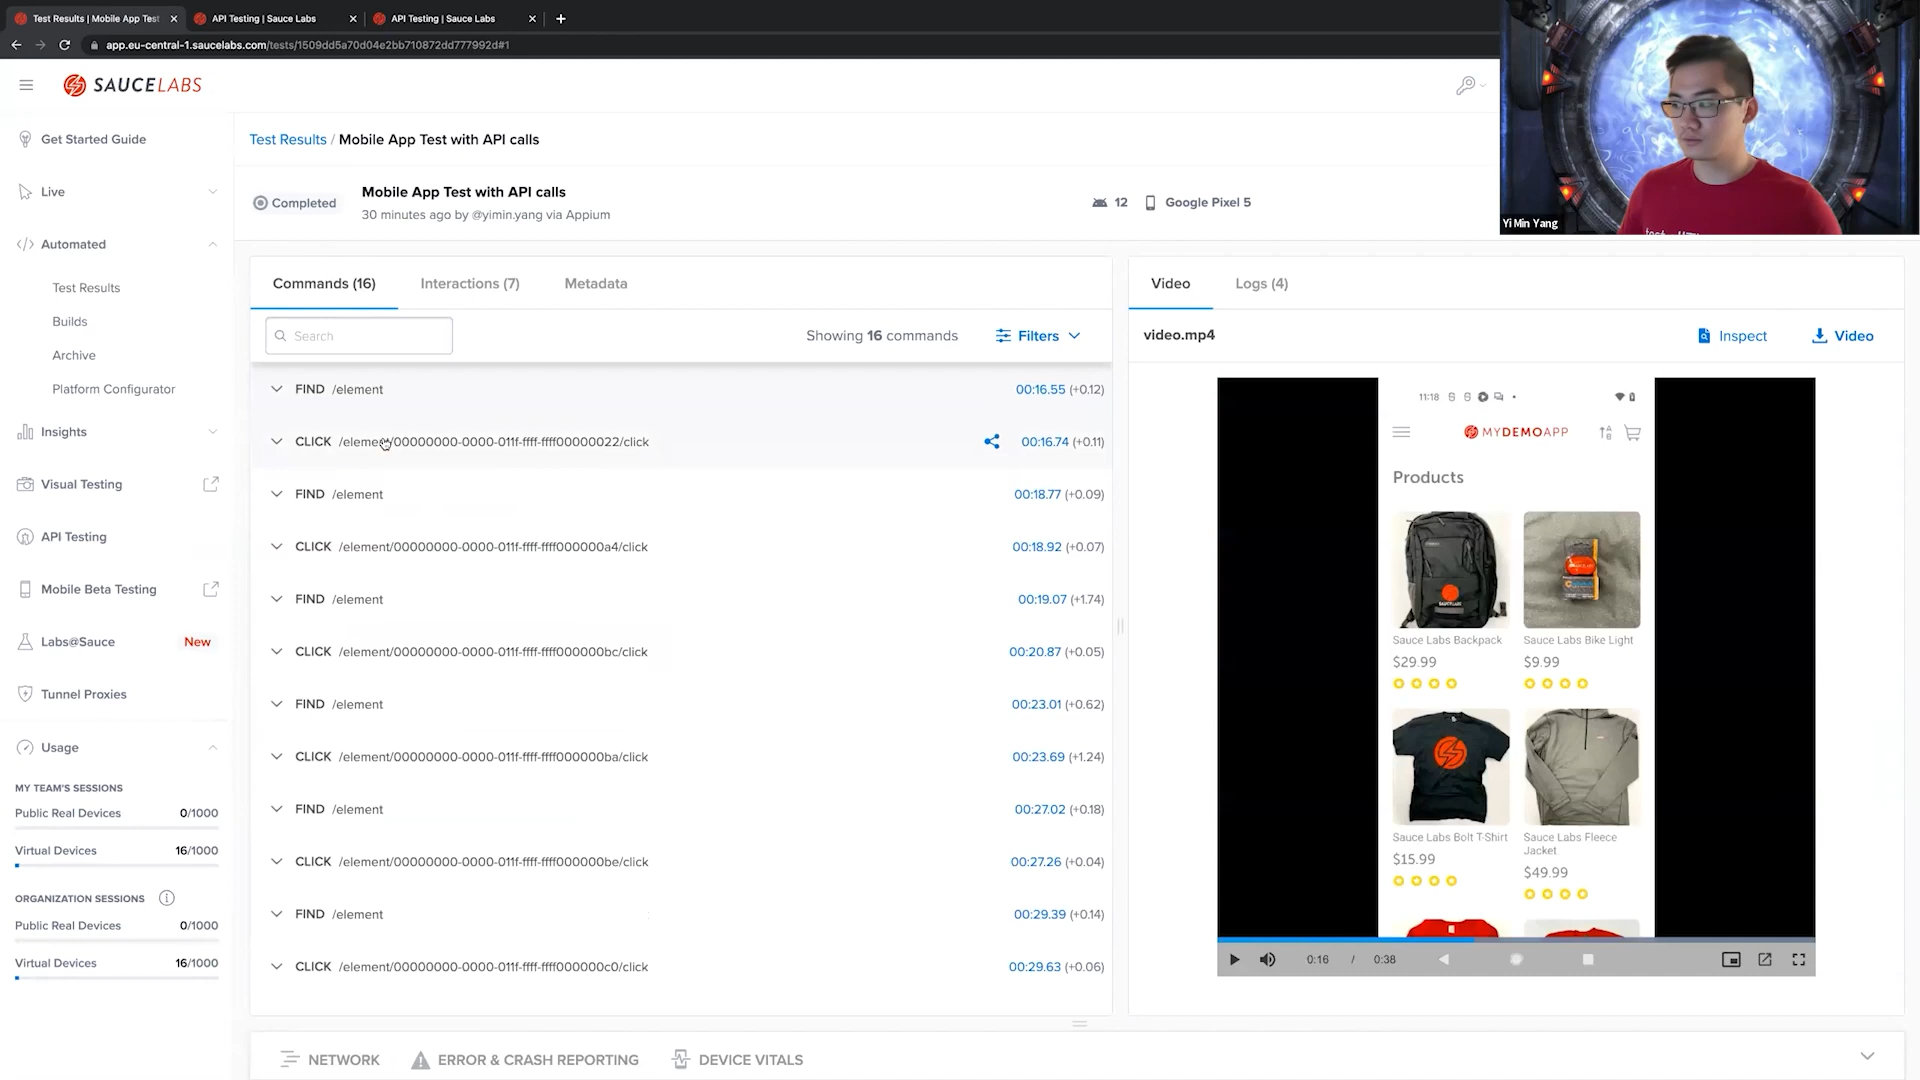 Test Results | Mobile App Test
API Testing | Sauce Labs
API Testing | Sauce Labs
app.eu-central-1.saucelabs.com/tests/1509dd5a70d04e2bb710872dd777992d#1
SAUCELABS
Get Started Guide
Live
Automated
Test Results
Builds
Archive
Platform Configurator
Insights
Visual Testing
API Testing
Mobile Beta Testing
Labs@Sauce New
Tunnel Proxies
Usage
MY TEAM'S SESSIONS
Public Real Devices 0/1000
Virtual Devices 16/1000
ORGANIZATION SESSIONS
Public Real Devices 0/1000
Virtual Devices 16/1000
Test Results / Mobile App Test with API calls
Completed
Mobile App Test with API calls
30 minutes ago by @yimin.yang via Appium
12 Google Pixel 5
Yi Min Yang
Commands (16) Interactions (7) Metadata
Search
Showing 16 commands
Filters
FIND /element 00:16.55 (+0.12)
CLICK /element/00000000-0000-011f-ffff-ffff00000022/click 00:16.74 (+0.11)
FIND /element 00:18.77 (+0.09)
CLICK /element/00000000-0000-011f-ffff-ffff000000a4/click 00:18.92 (+0.07)
FIND /element 00:19.07 (+1.74)
CLICK /element/00000000-0000-011f-ffff-ffff000000bc/click 00:20.87 (+0.05)
FIND /element 00:23.01 (+0.62)
CLICK /element/00000000-0000-011f-ffff-ffff000000ba/click 00:23.69 (+1.24)
FIND /element 00:27.02 (+0.18)
CLICK /element/00000000-0000-011f-ffff-ffff000000be/click 00:27.26 (+0.04)
FIND /element 00:29.39 (+0.14)
CLICK /element/00000000-0000-011f-ffff-ffff000000c0/click 00:29.63 (+0.06)
Video Logs (4)
video.mp4
Inspect
Video
11:18
MYDEMOAPP
Products
Sauce Labs Backpack
$29.99
Sauce Labs Bike Light
$9.99
Sauce Labs Bolt T-Shirt
$15.99
Sauce Labs Fleece
Jacket
$49.99
0:16 / 0:38
NETWORK
ERROR & CRASH REPORTING
DEVICE VITALS